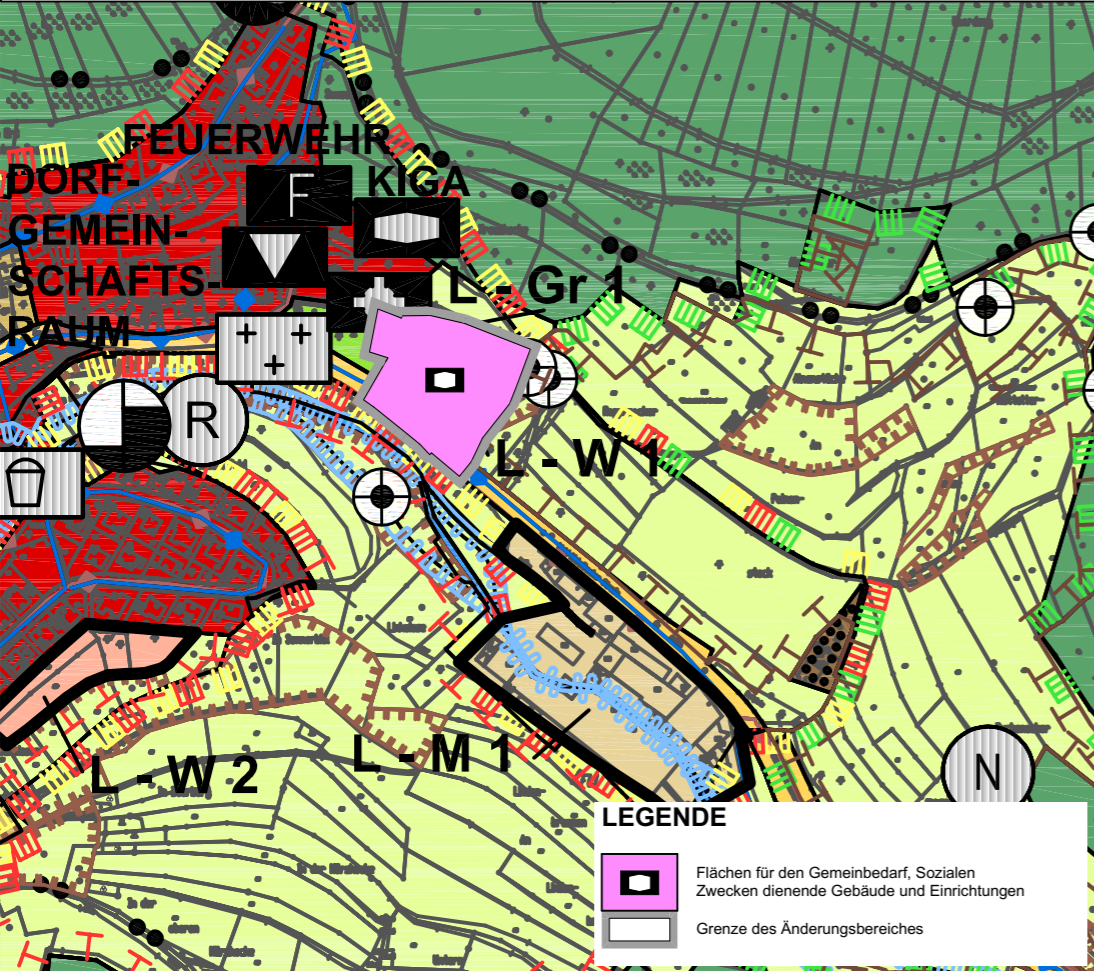 FEUERWEHR
DORF-
KIGA
GEMEIN-
SCHAFTS-
L - Gr 1
RAUM
R
L - W 1
L - M 1
L - W 2
N
LEGENDE
Flächen für den Gemeinbedarf, Sozialen
Zwecken dienende Gebäude und Einrichtungen
Grenze des Änderungsbereiches